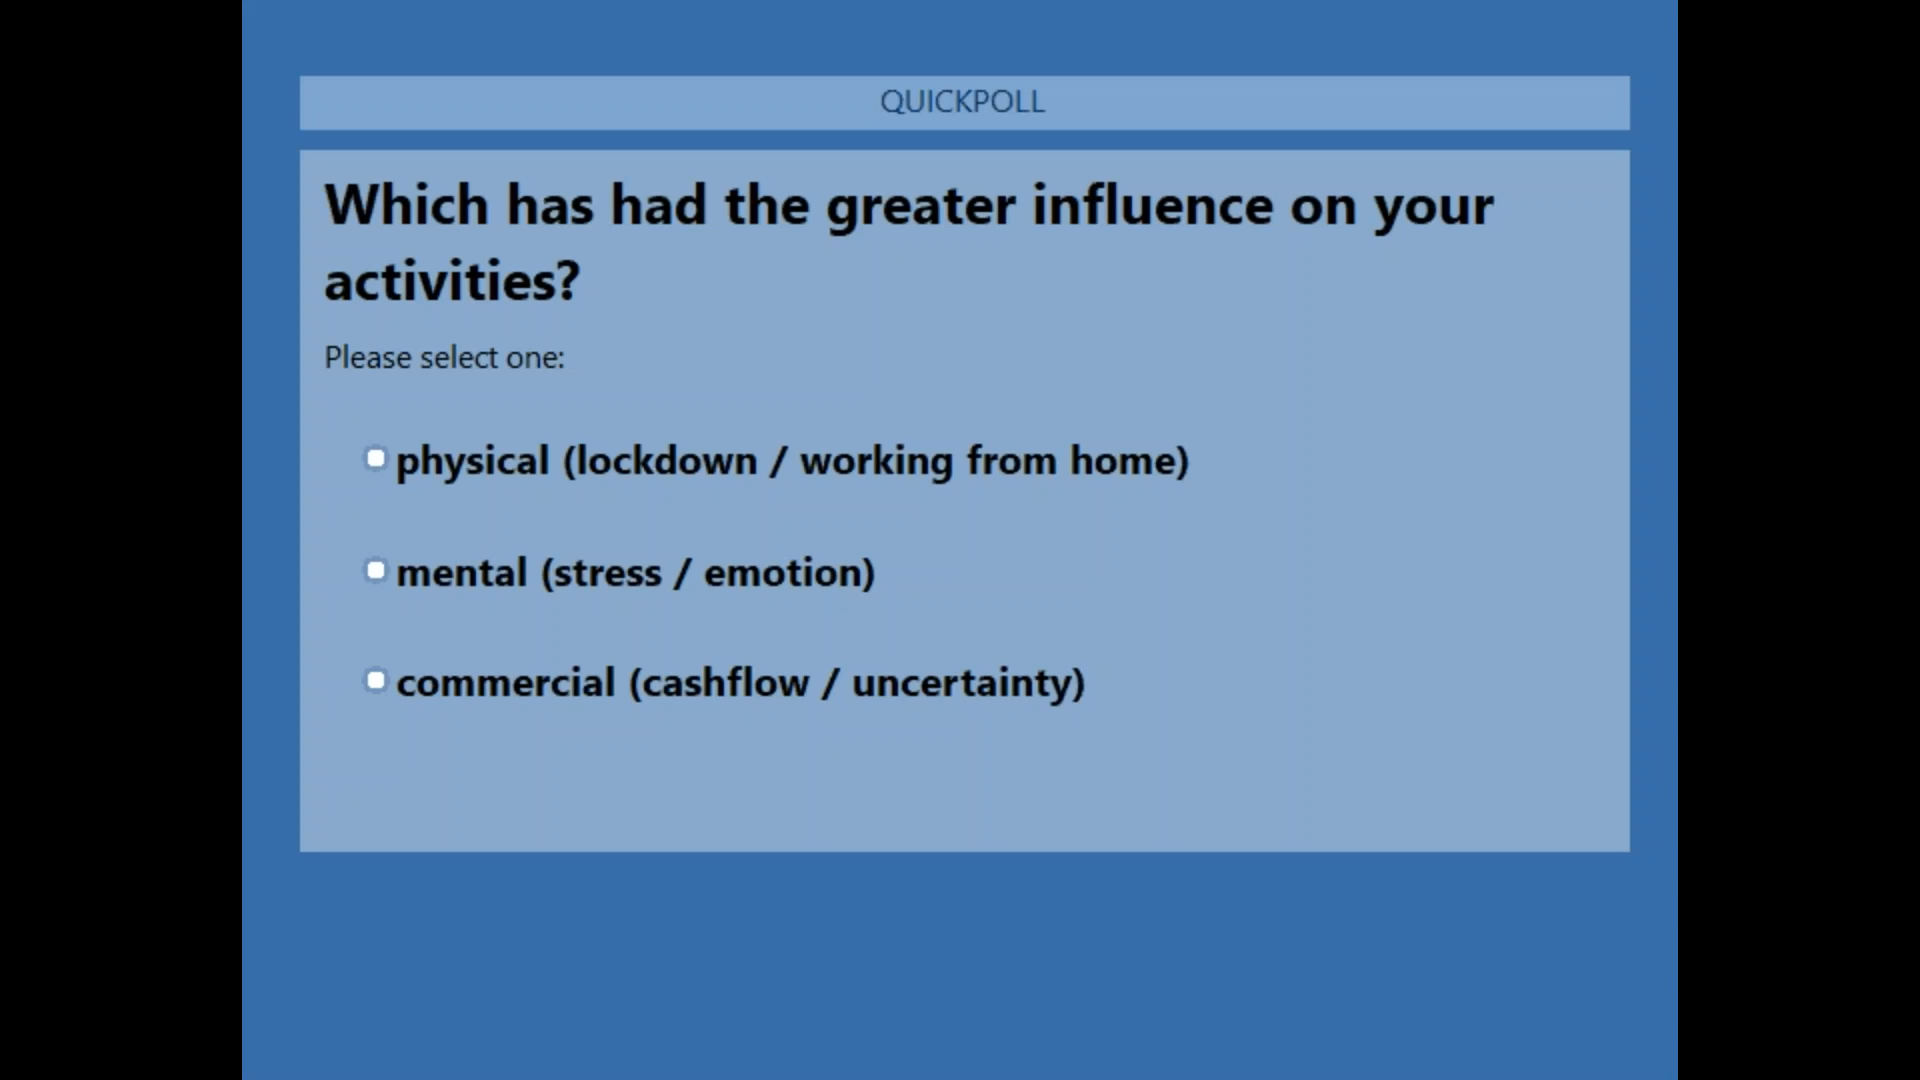 QUICKPOLL
Which has had the greater influence on your
activities?
Please select one:
physical (lockdown / working from home)
mental (stress / emotion)
commercial (cashflow / uncertainty)